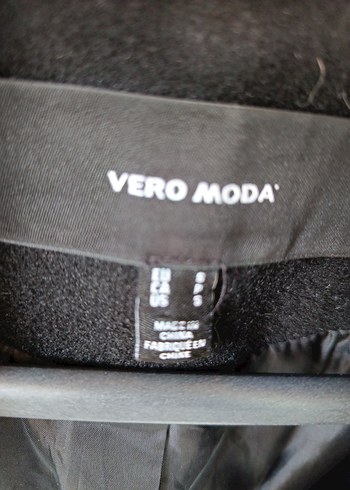 VERO MODA
EU S
CA P
US S
MADE IN
CHINA
FABRIQUÉ EN
CHINE